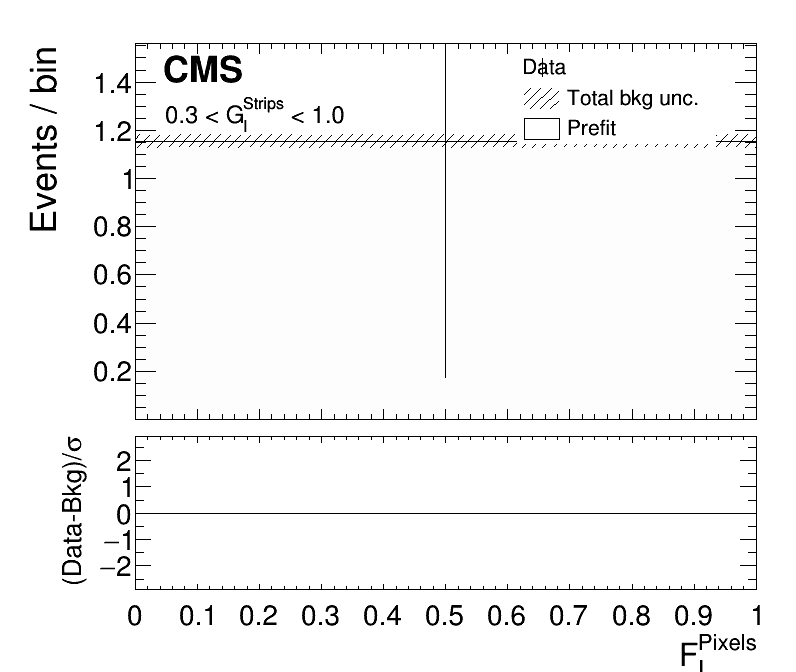 CMS
0.3 < G_I^Strips < 1.0
Data
Total bkg unc.
Prefit
Events / bin
1.4
1.2
1
0.8
0.6
0.4
0.2
(Data-Bkg)/σ
2
1
0
−1
−2
0 0.1 0.2 0.3 0.4 0.5 0.6 0.7 0.8 0.9 1
F_I^Pixels